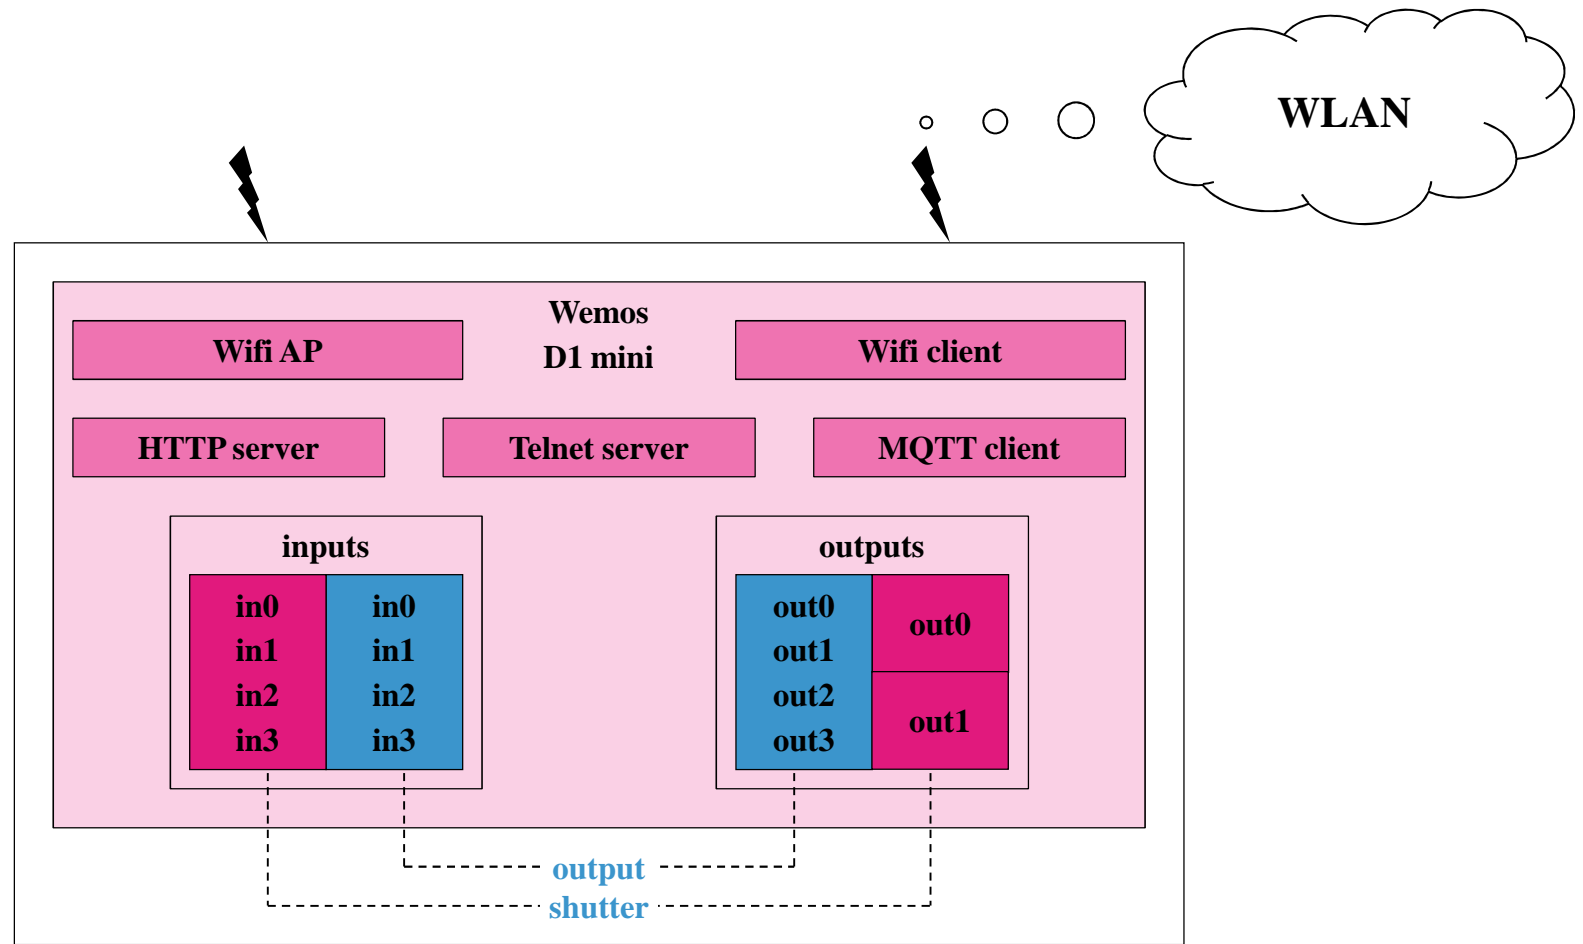 WLAN
Wemos
D1 mini
Wifi AP
Wifi client
HTTP server
Telnet server
MQTT client
inputs
in0
in1
in2
in3
in0
in1
in2
in3
outputs
out0
out1
out2
out3
out0
out1
output
shutter